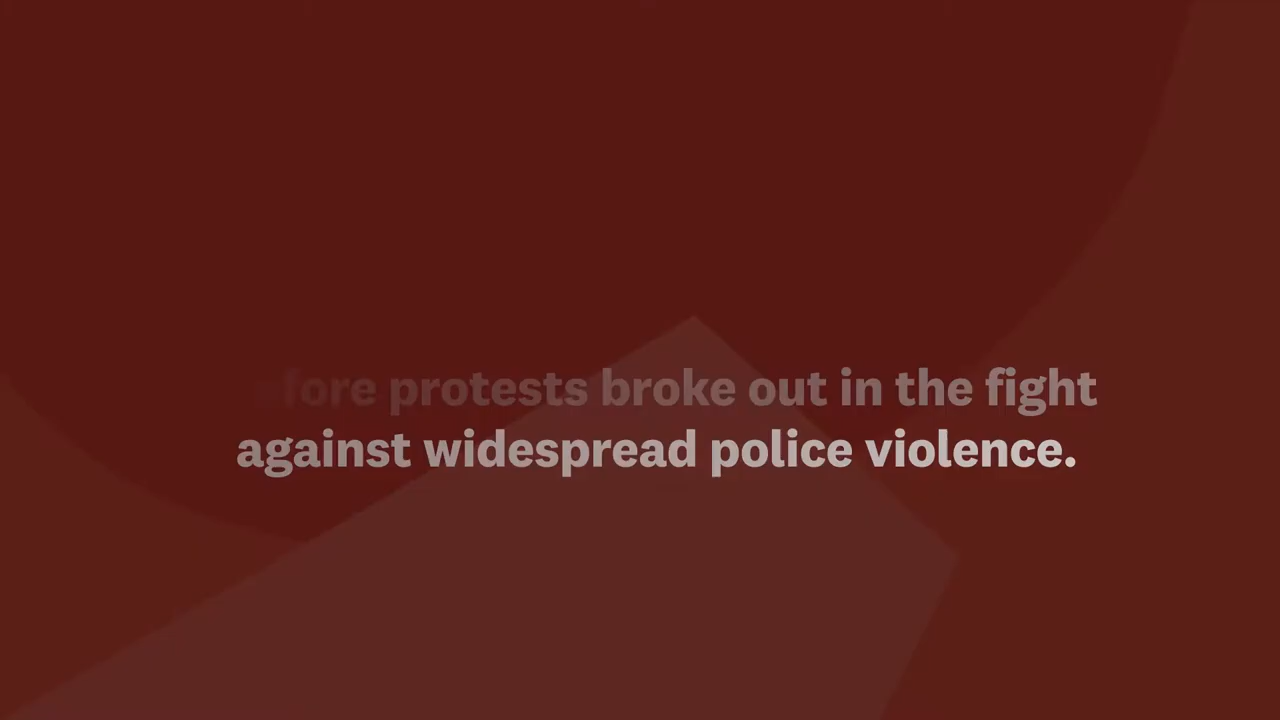 protests broke out in the fight
against widespread police violence.